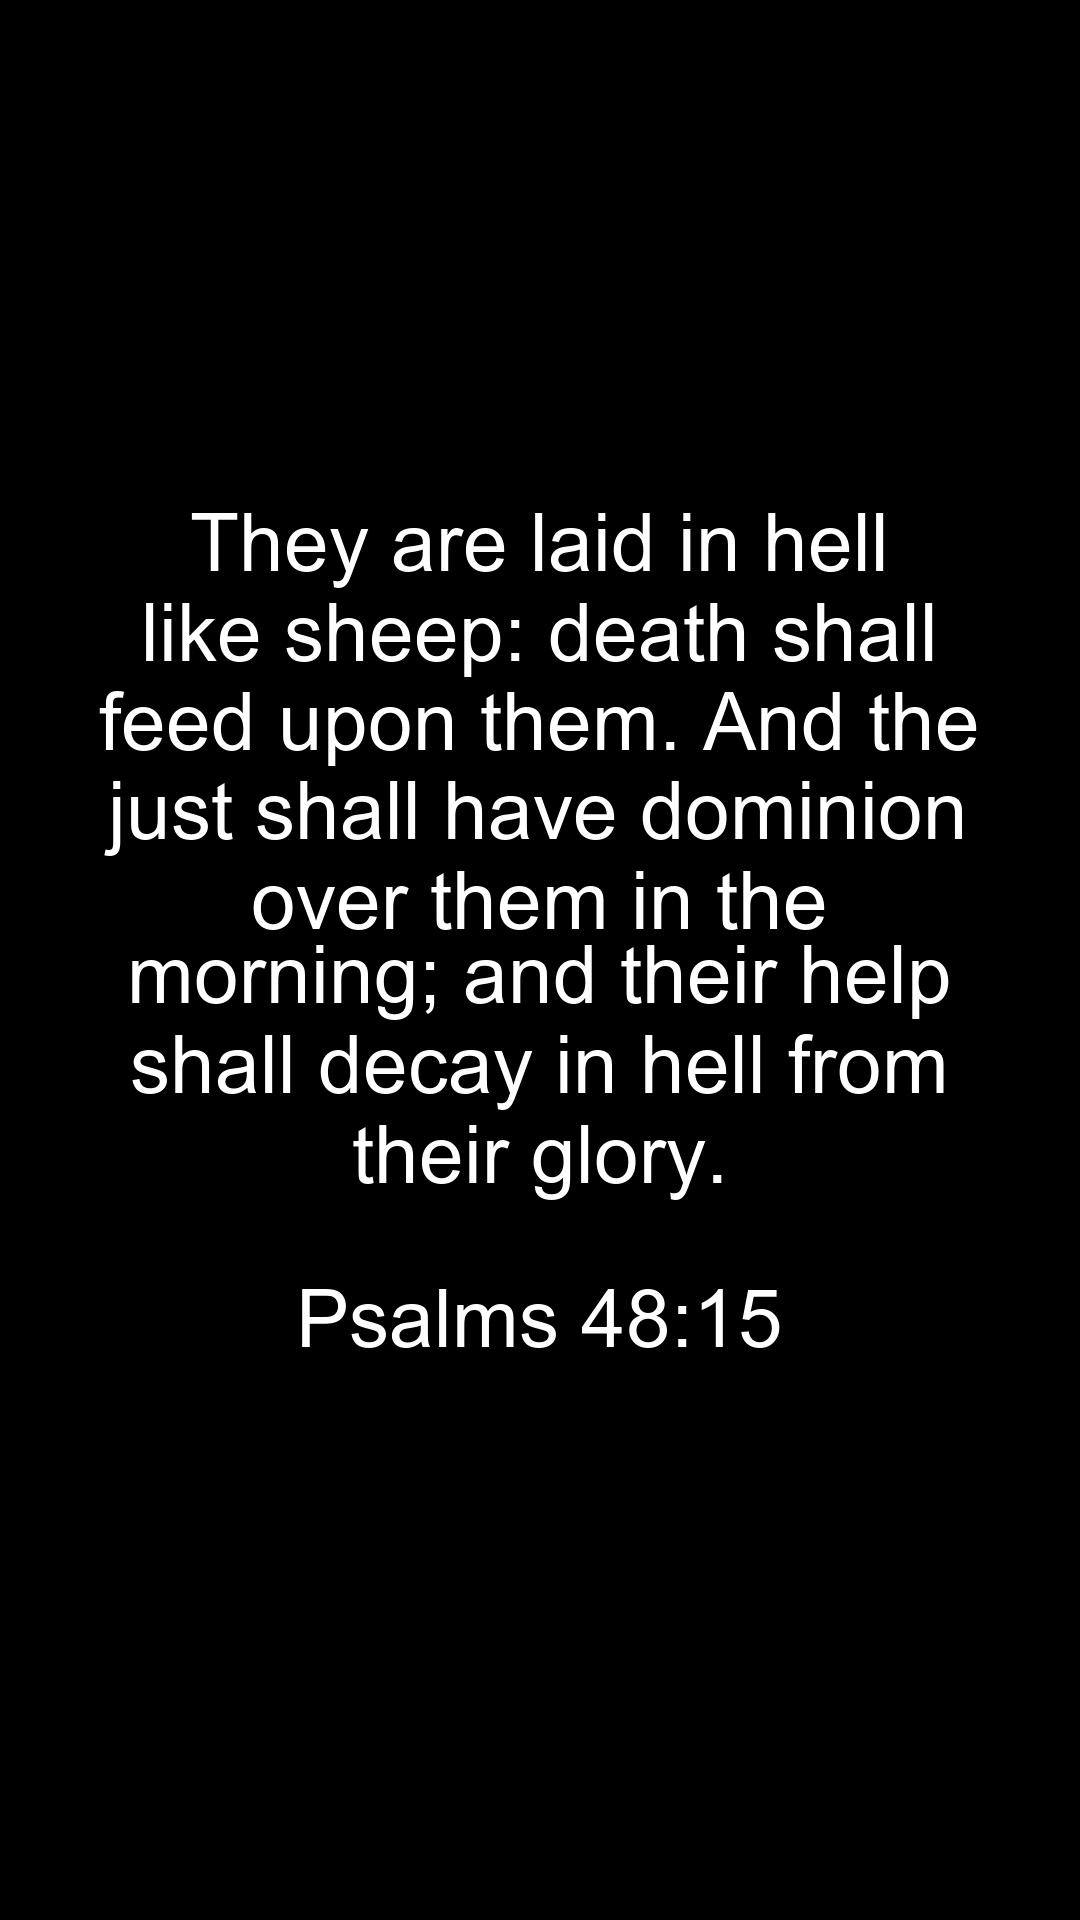 They are laid in hell
like sheep: death shall
feed upon them. And the
just shall have dominion
over them in the
morning; and their help
shall decay in hell from
their glory.
Psalms 48:15